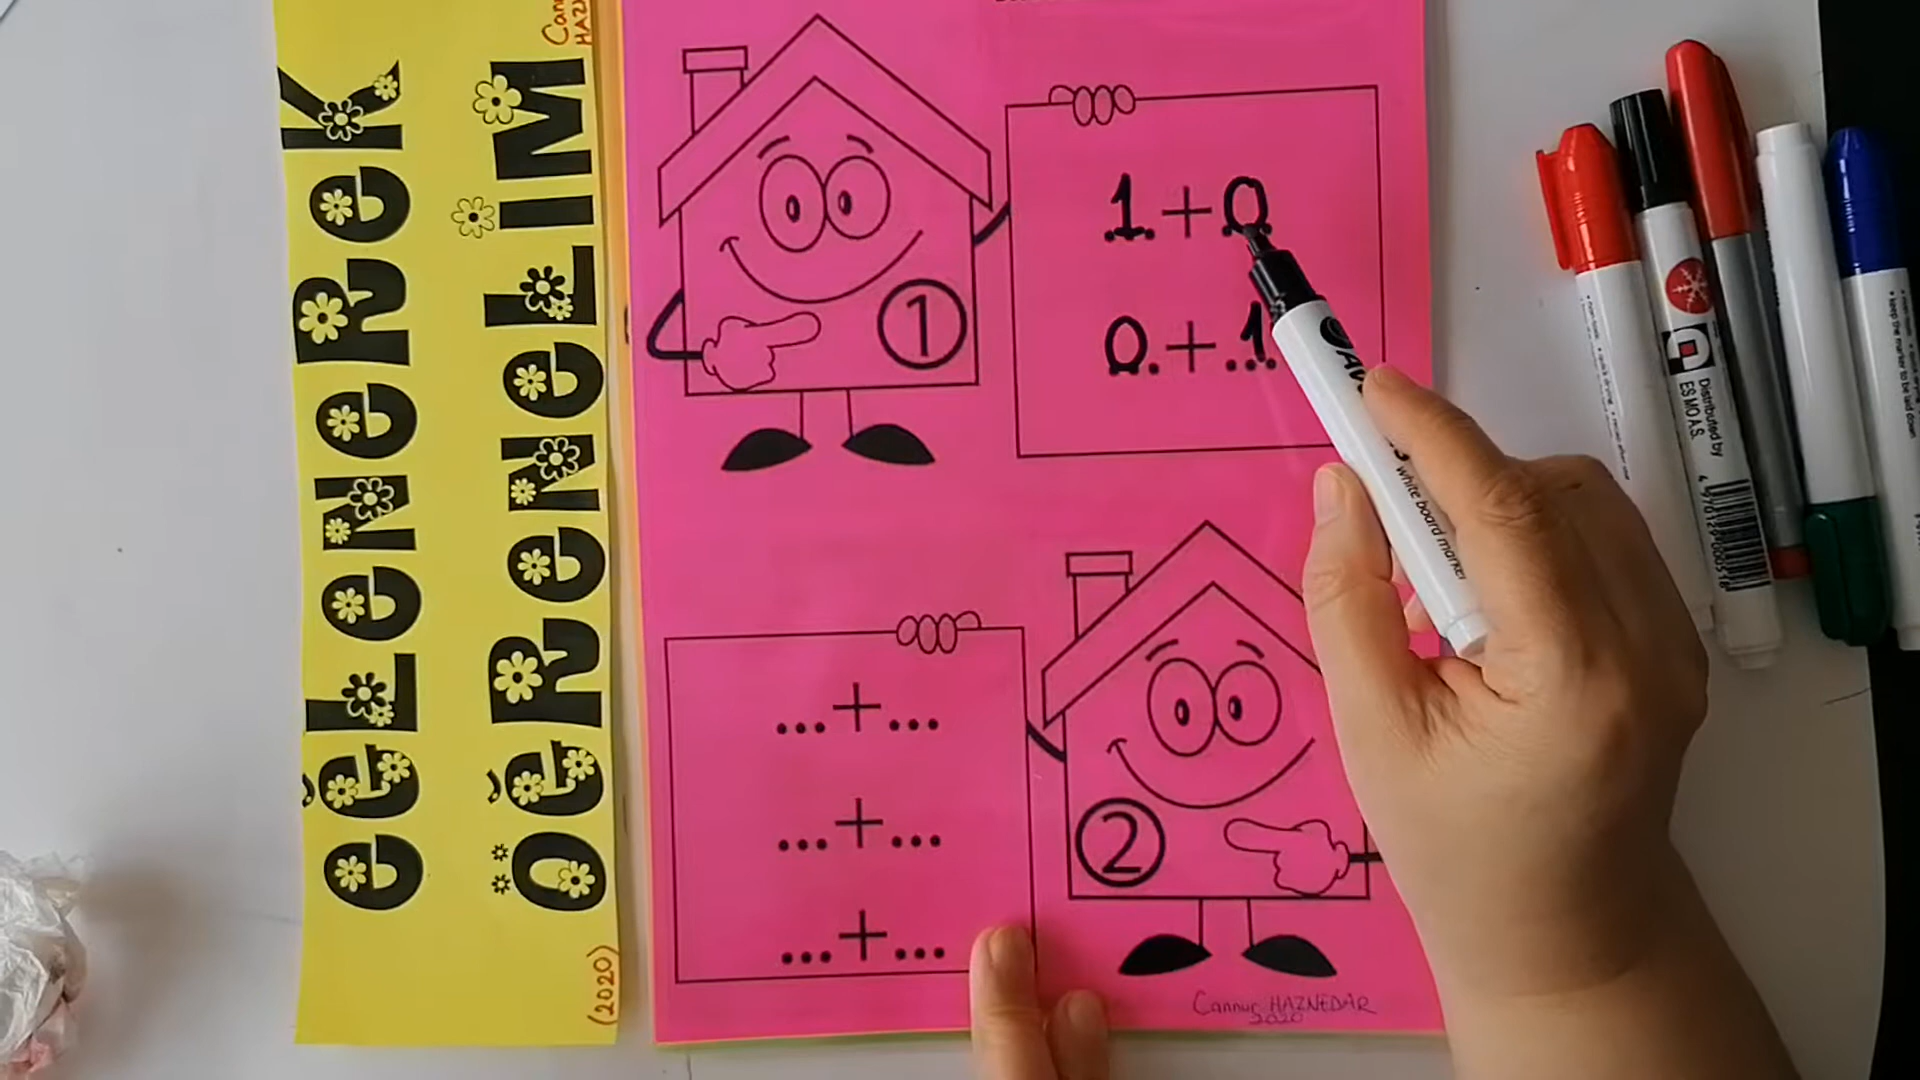 eĞLeNeReK
ÖĞReNeLİM
(2020)
1
1+0
0+1
...+...
...+...
...+...
2
Cannur HAZNEDAR
2020
white board marker
Distributed by
ES MO A.S.